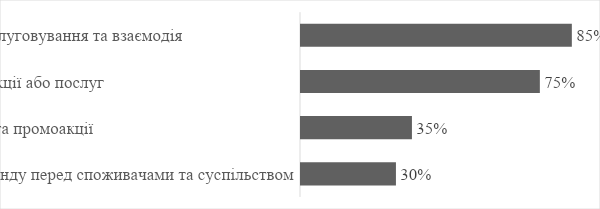 луговування та взаємодія 85%
кції або послуг 75%
та промоакції 35%
нду перед споживачами та суспільством 30%